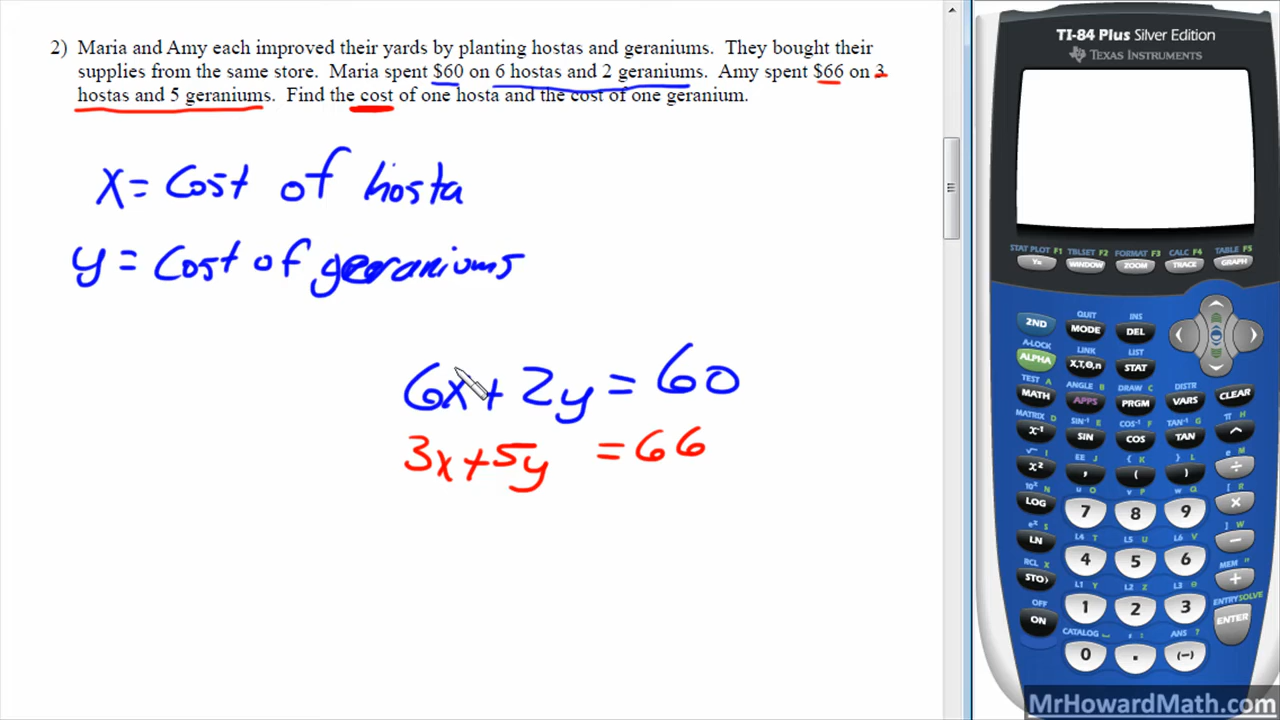 2) Maria and Amy each improved their yards by planting hostas and geraniums. They bought their
supplies from the same store. Maria spent $60 on 6 hostas and 2 geraniums. Amy spent $66 on 3
hostas and 5 geraniums. Find the cost of one hosta and the cost of one geranium.
x = Cost of hosta
y = Cost of geraniums
6x + 2y = 60
3x + 5y = 66
TI-84 Plus Silver Edition
TEXAS INSTRUMENTS
STAT PLOT F1 TBLSET F2 FORMAT F3 CALC F4 TABLE F5
Y= WINDOW ZOOM TRACE GRAPH
QUIT INS
2ND MODE DEL
A-LOCK LINK LIST
ALPHA X,T,Θ,n STAT
TEST A ANGLE B DRAW C DISTR
MATH APPS PRGM VARS CLEAR
MATRIX D SIN⁻¹ E COS⁻¹ F TAN⁻¹ G π H
x⁻¹ SIN COS TAN ^
√ I EE J { K } L e M
x² , ( ) ÷
10ˣ N u O v P w Q [ R
LOG 7 8 9 ×
eˣ S L4 T L5 U L6 V ] W
LN 4 5 6 −
RCL X L1 Y L2 Z L3 θ MEM "
STO› 1 2 3 +
OFF CATALOG ⎵ i : ANS ? ENTRY SOLVE
ON 0 . (−) ENTER
MrHowardMath.com